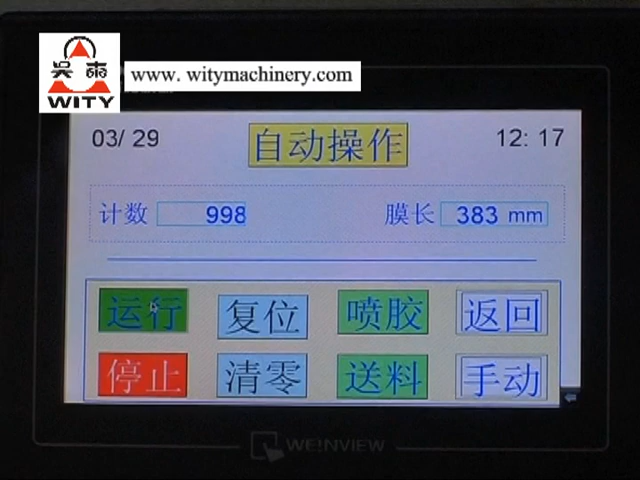 吴泰
WITY
www.witymachinery.com
03/ 29
自动操作
12: 17
计数 998
膜长 383 mm
运行 复位 喷胶 返回
停止 清零 送料 手动
WEINVIEW